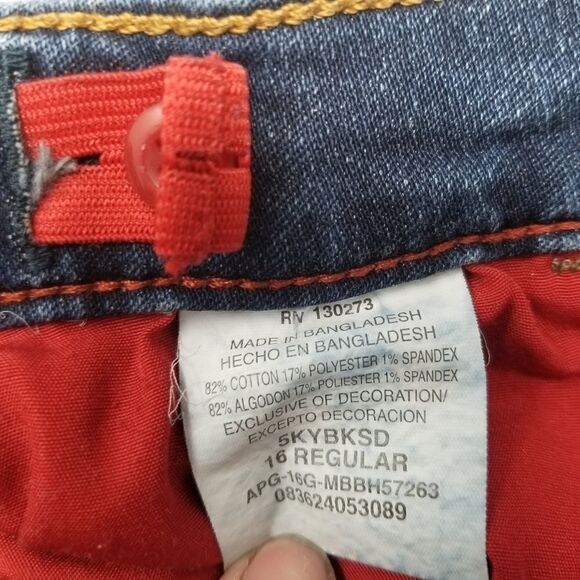 RN 130273
MADE IN BANGLADESH
HECHO EN BANGLADESH
82% COTTON 17% POLYESTER 1% SPANDEX
82% ALGODON 17% POLIESTER 1% SPANDEX
EXCLUSIVE OF DECORATION/
EXCEPTO DECORACION
5KYBKSD
16 REGULAR
APG-16G-MBBH57263
083624053089